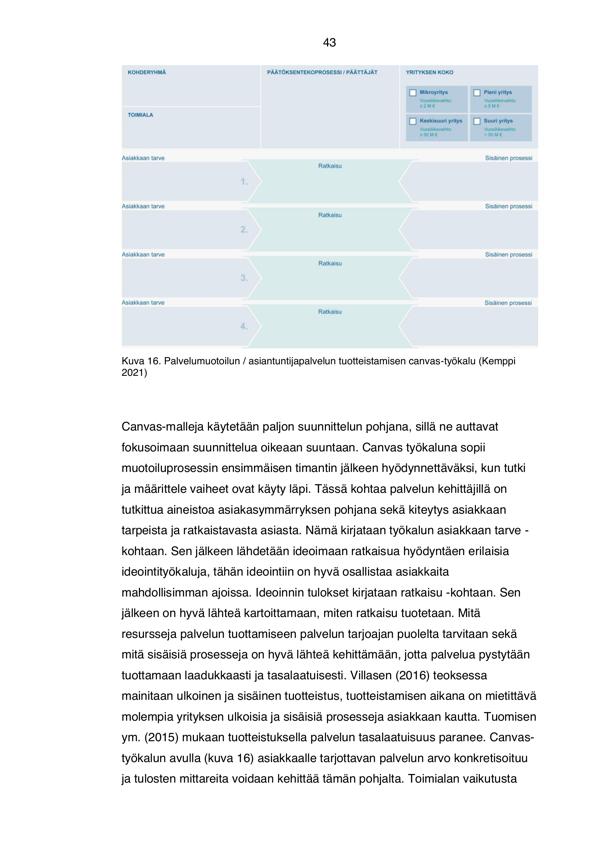 43
KOHDERYHMÄ
PÄÄTÖKSENTEKOPROSESSI / PÄÄTTÄJÄT
YRITYKSEN KOKO
Mikroyritys
Vuosiliikevaihto
≤ 2 M €
Pieni yritys
Vuosiliikevaihto
TOIMIALA
Keskisuuri yritys
Vuosiliikevaihto
≤ 50 M €
Suuri yritys
Vuosiliikevaihto
> 50 M €
Asiakkaan tarve
Ratkaisu
Sisäinen prosessi
1.
Asiakkaan tarve
Ratkaisu
Sisäinen prosessi
2.
Asiakkaan tarve
Ratkaisu
Sisäinen prosessi
3.
Asiakkaan tarve
Ratkaisu
Sisäinen prosessi
4.
Kuva 16. Palvelumuotoilun / asiantuntijapalvelun tuotteistamisen canvas-työkalu (Kemppi
2021)
Canvas-malleja käytetään paljon suunnittelun pohjana, sillä ne auttavat
fokusoimaan suunnittelua oikeaan suuntaan. Canvas työkaluna sopii
muotoiluprosessin ensimmäisen timantin jälkeen hyödynnettäväksi, kun tutki
ja määrittele vaiheet ovat käyty läpi. Tässä kohtaa palvelun kehittäjillä on
tutkittua aineistoa asiakasymmärryksen pohjana sekä kiteytys asiakkaan
tarpeista ja ratkaistavasta asiasta. Nämä kirjataan työkalun asiakkaan tarve -
kohtaan. Sen jälkeen lähdetään ideoimaan ratkaisua hyödyntäen erilaisia
ideointityökaluja, tähän ideointiin on hyvä osallistaa asiakkaita
mahdollisimman ajoissa. Ideoinnin tulokset kirjataan ratkaisu -kohtaan. Sen
jälkeen on hyvä lähteä kartoittamaan, miten ratkaisu tuotetaan. Mitä
resursseja palvelun tuottamiseen palvelun tarjoajan puolelta tarvitaan sekä
mitä sisäisiä prosesseja on hyvä lähteä kehittämään, jotta palvelua pystytään
tuottamaan laadukkaasti ja tasalaatuisesti. Villasen (2016) teoksessa
mainitaan ulkoinen ja sisäinen tuotteistus, tuotteistamisen aikana on mietittävä
molempia yrityksen ulkoisia ja sisäisiä prosesseja asiakkaan kautta. Tuomisen
ym. (2015) mukaan tuotteistuksella palvelun tasalaatuisuus paranee. Canvas-
työkalun avulla (kuva 16) asiakkaalle tarjottavan palvelun arvo konkretisoituu
ja tulosten mittareita voidaan kehittää tämän pohjalta. Toimialan vaikutusta